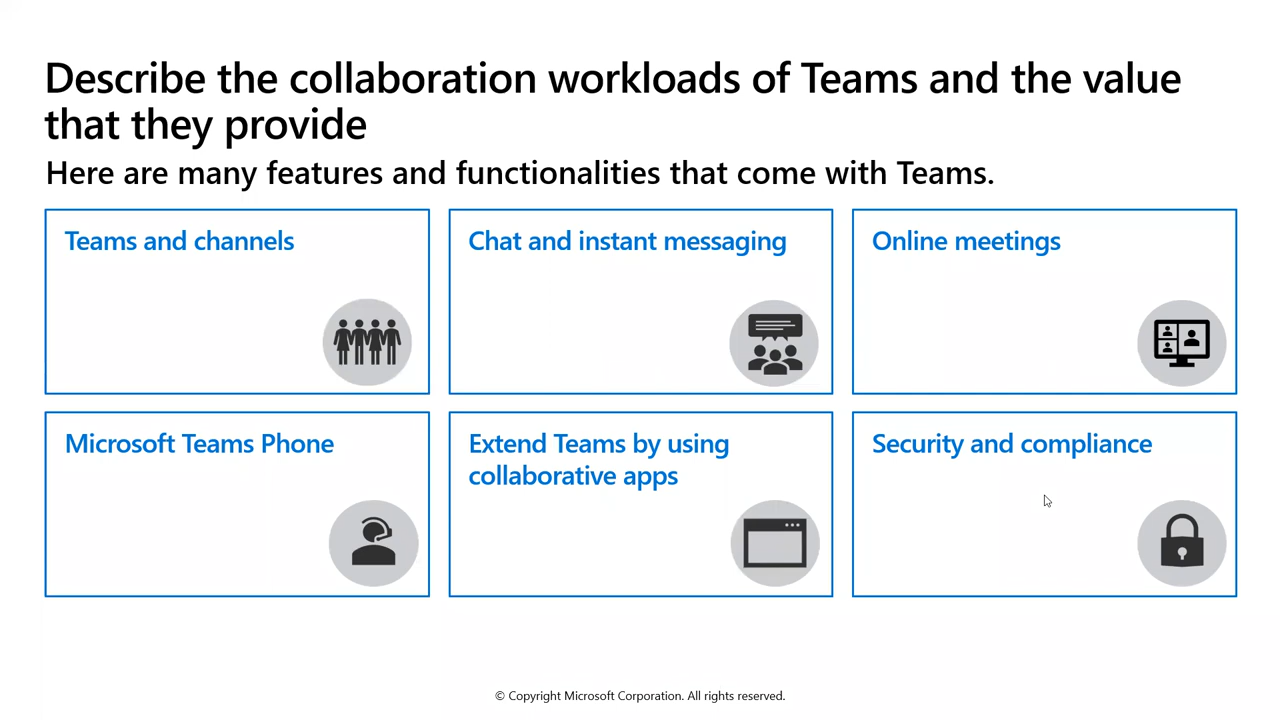 Describe the collaboration workloads of Teams and the value
that they provide
Here are many features and functionalities that come with Teams.
Teams and channels
Chat and instant messaging
Online meetings
Microsoft Teams Phone
Extend Teams by using
collaborative apps
Security and compliance
© Copyright Microsoft Corporation. All rights reserved.